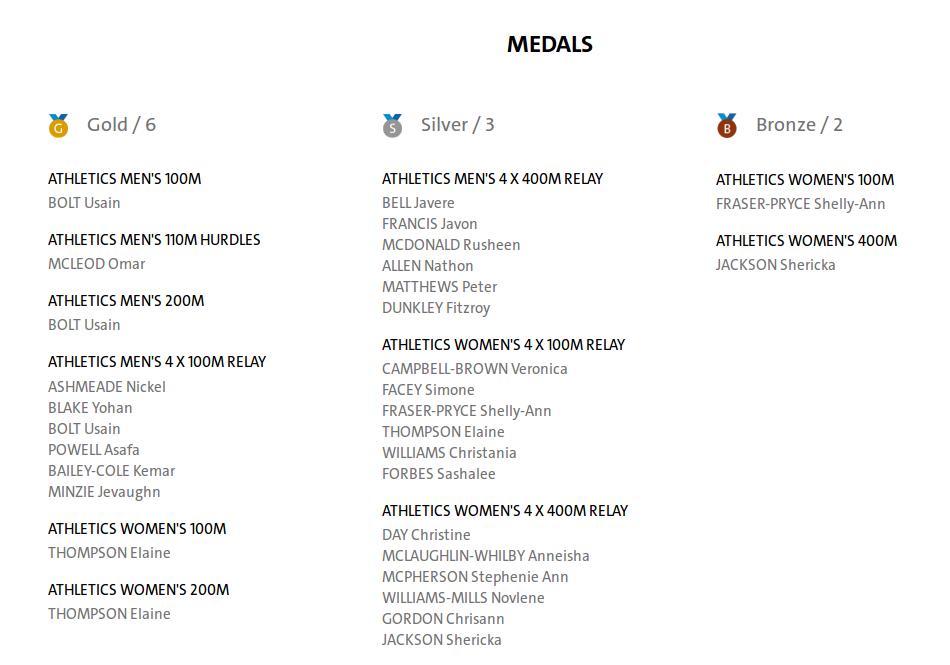 MEDALS
G Gold / 6
ATHLETICS MEN'S 100M
BOLT Usain
ATHLETICS MEN'S 110M HURDLES
MCLEOD Omar
ATHLETICS MEN'S 200M
BOLT Usain
ATHLETICS MEN'S 4 X 100M RELAY
ASHMEADE Nickel
BLAKE Yohan
BOLT Usain
POWELL Asafa
BAILEY-COLE Kemar
MINZIE Jevaughn
ATHLETICS WOMEN'S 100M
THOMPSON Elaine
ATHLETICS WOMEN'S 200M
THOMPSON Elaine
S Silver / 3
ATHLETICS MEN'S 4 X 400M RELAY
BELL Javere
FRANCIS Javon
MCDONALD Rusheen
ALLEN Nathon
MATTHEWS Peter
DUNKLEY Fitzroy
ATHLETICS WOMEN'S 4 X 100M RELAY
CAMPBELL-BROWN Veronica
FACEY Simone
FRASER-PRYCE Shelly-Ann
THOMPSON Elaine
WILLIAMS Christania
FORBES Sashalee
ATHLETICS WOMEN'S 4 X 400M RELAY
DAY Christine
MCLAUGHLIN-WHILBY Anneisha
MCPHERSON Stephenie Ann
WILLIAMS-MILLS Novlene
GORDON Chrisann
JACKSON Shericka
B Bronze / 2
ATHLETICS WOMEN'S 100M
FRASER-PRYCE Shelly-Ann
ATHLETICS WOMEN'S 400M
JACKSON Shericka